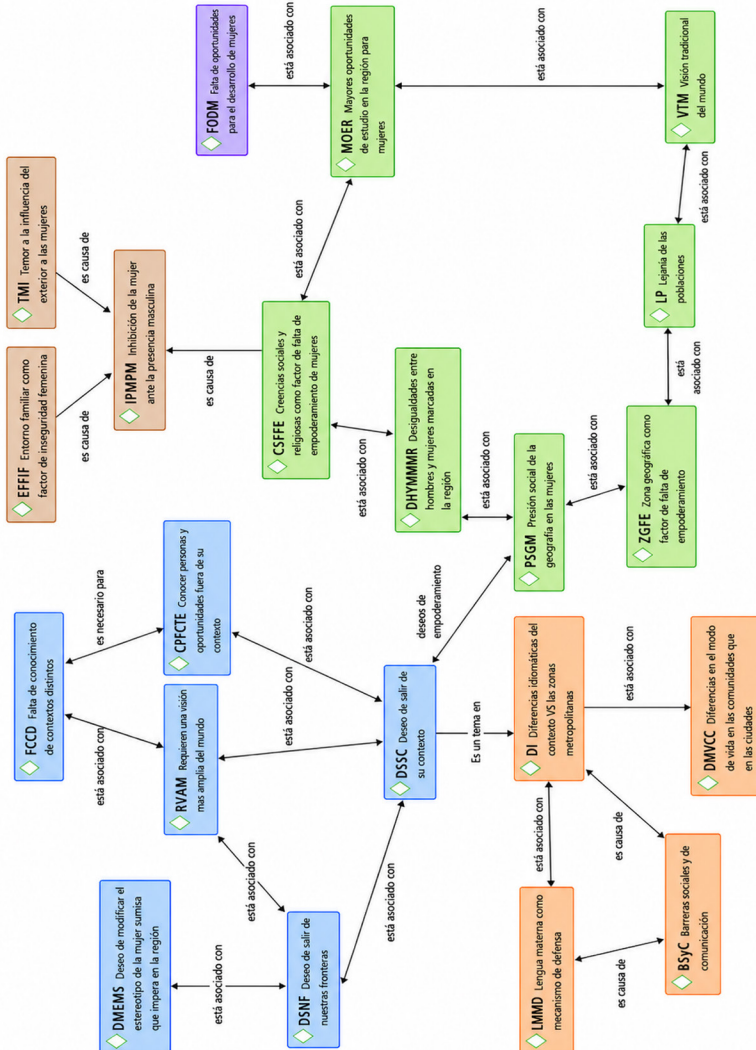 FCCD Falta de conocimiento
de contextos distintos
está asociado con
es necesario para
DMEMS Deseo de modificar el
estereotipo de la mujer sumisa
que impera en la región
RVAM Requieren una visión
mas amplia del mundo
CPFCTE Conocer personas y
oportunidades fuera de su
contexto
EFFIF Entorno familiar como
factor de inseguridad femenina
TMI Temor a la influencia del
exterior a las mujeres
está asociado con
está asociado con
es causa de
es causa de
DSNF Deseo de salir de
nuestras fronteras
está asociado con
está asociado con
IPMPM Inhibición de la mujer
ante la presencia masculina
está asociado con
es causa de
DSSC Deseo de salir de
su contexto
CSFFE Creencias sociales y
religiosas como factor de falta de
empoderamiento de mujeres
FODM Falta de oportunidades
para el desarrollo de mujeres
está asociado con
está asociado con
está asociado con
deseos de
empoderamiento
DHYMMMR Desigualdades entre
hombres y mujeres marcadas en
la región
MOER Mayores oportunidades
de estudio en la región para
mujeres
Es un tema en
está asociado con
LMMD Lengua materna como
mecanismo de defensa
está asociado con
DI Diferencias idiomáticas del
contexto VS las zonas
metropolitanas
PSGM Presión social de la
geografía en las mujeres
está asociado con
está asociado con
es causa de
es causa de
está asociado con
ZGFE Zona geográfica como
factor de falta de
empoderamiento
está
asociado con
LP Lejanía de las
poblaciones
está asociado con
VTM Visión tradicional
del mundo
BSyC Barreras sociales y de
comunicación
DMVCC Diferencias en el modo
de vida en las comunidades que
en las ciudades